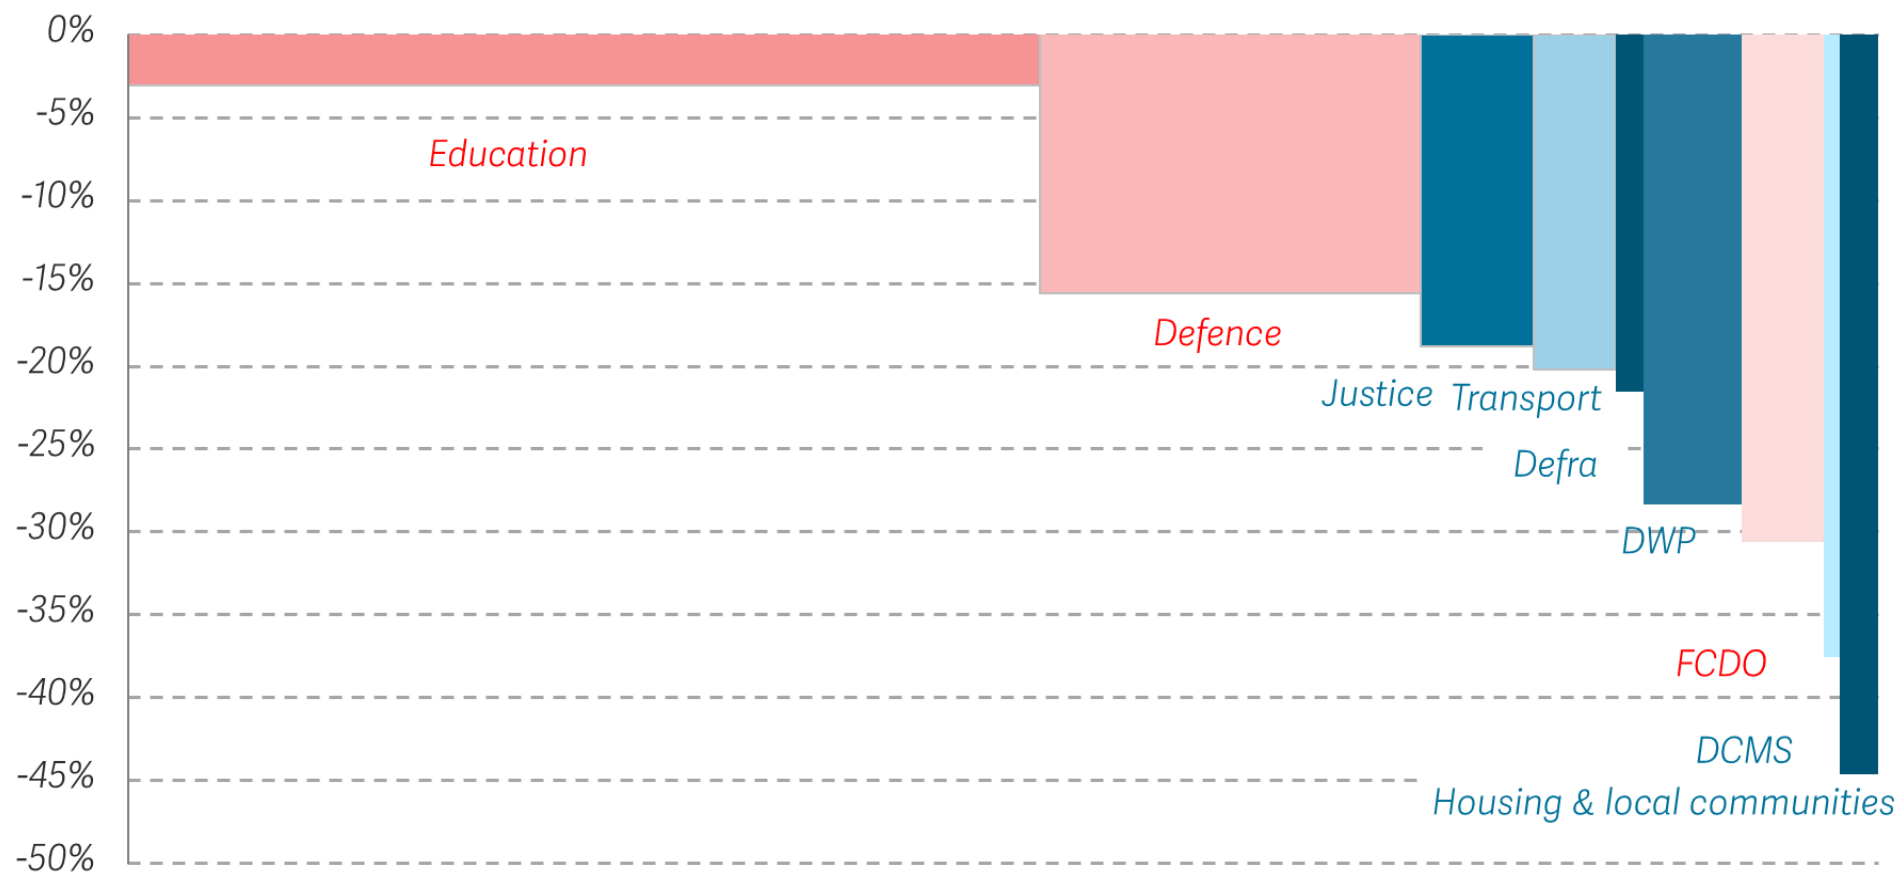 0%
-5%
-10%
-15%
-20%
-25%
-30%
-35%
-40%
-45%
-50%
Education
Defence
Justice
Transport
Defra
DWP
FCDO
DCMS
Housing & local communities